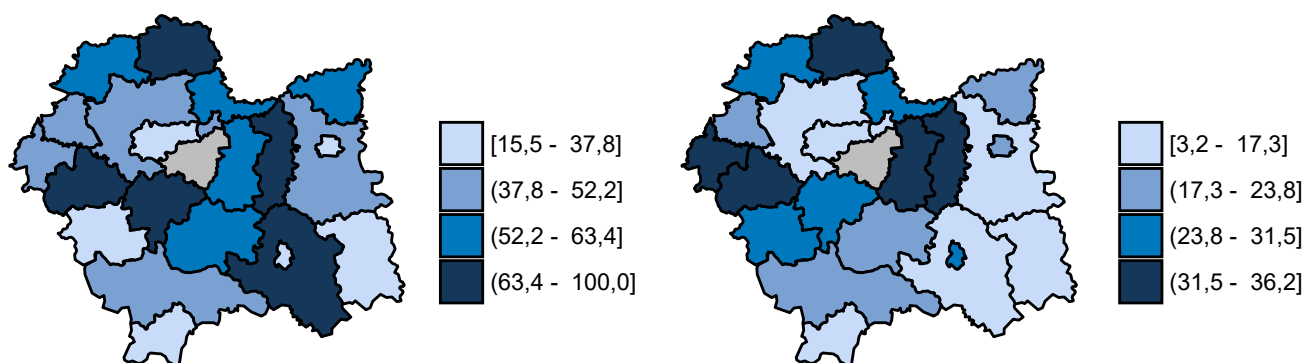 [15,5 - 37,8]
(37,8 - 52,2]
(52,2 - 63,4]
(63,4 - 100,0]
[3,2 - 17,3]
(17,3 - 23,8]
(23,8 - 31,5]
(31,5 - 36,2]